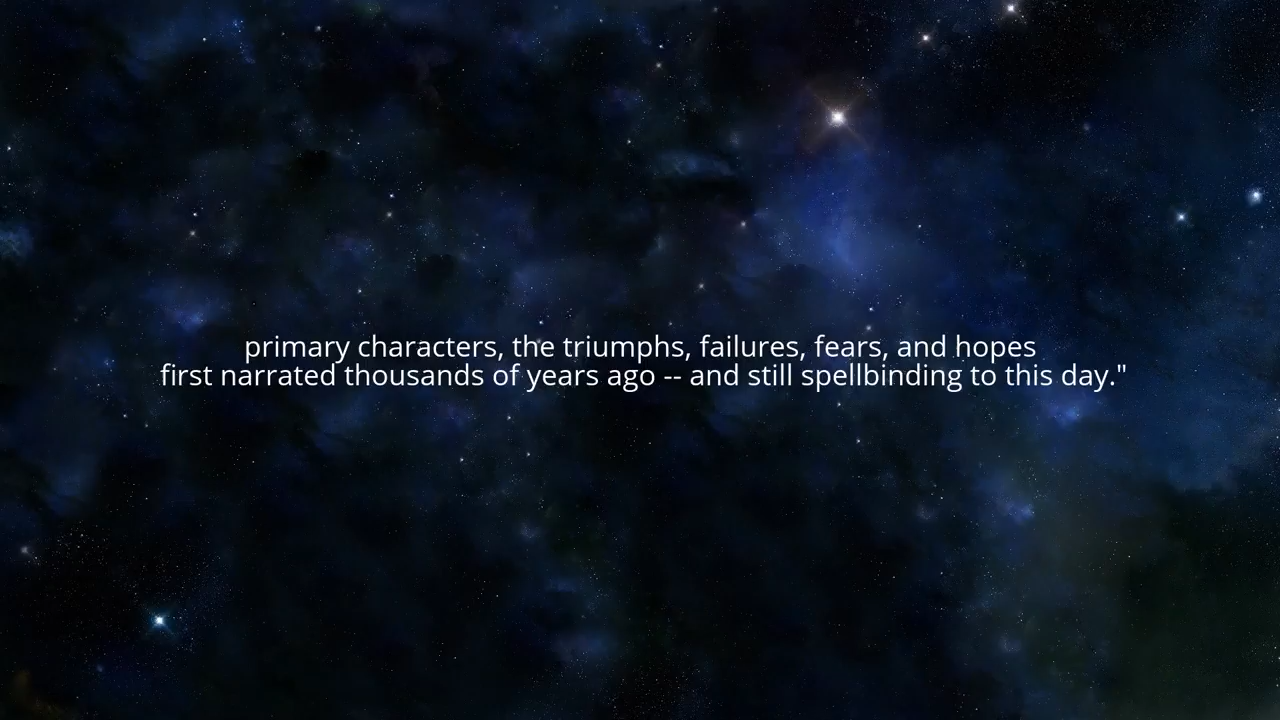 primary characters, the triumphs, failures, fears, and hopes
first narrated thousands of years ago -- and still spellbinding to this day."